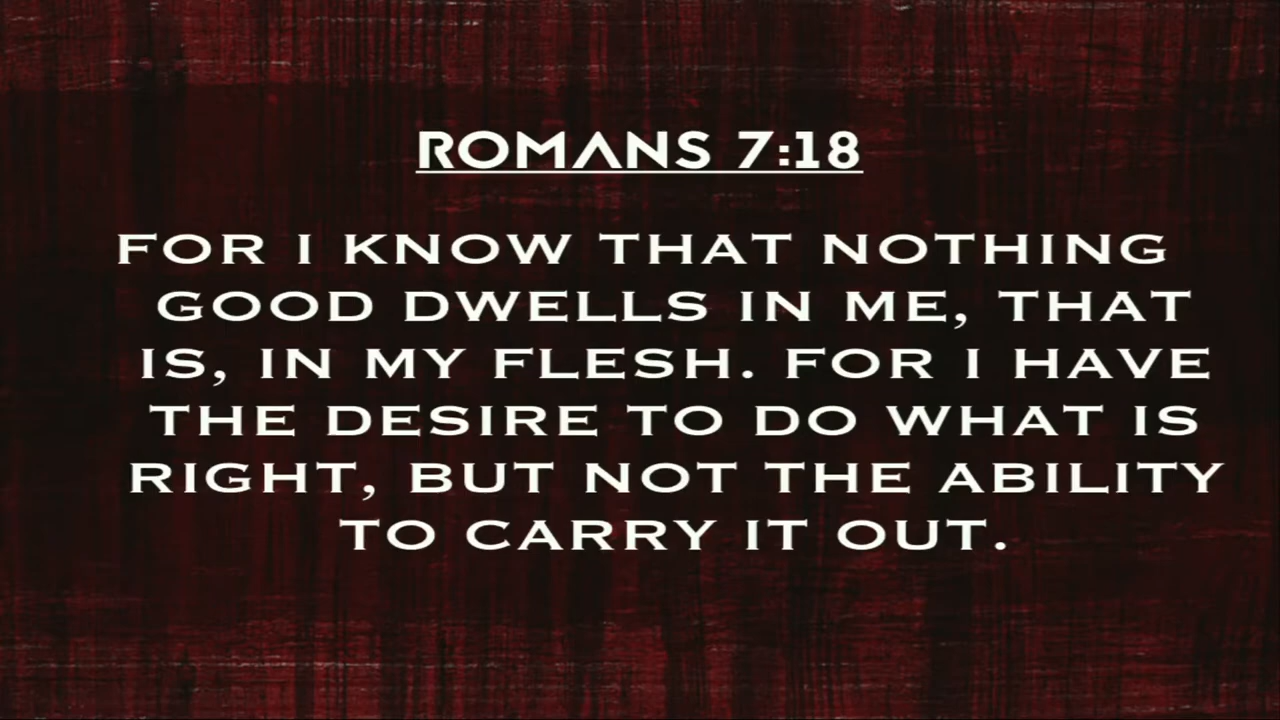 ROMANS 7:18
FOR I KNOW THAT NOTHING
GOOD DWELLS IN ME, THAT
IS, IN MY FLESH. FOR I HAVE
THE DESIRE TO DO WHAT IS
RIGHT, BUT NOT THE ABILITY
TO CARRY IT OUT.